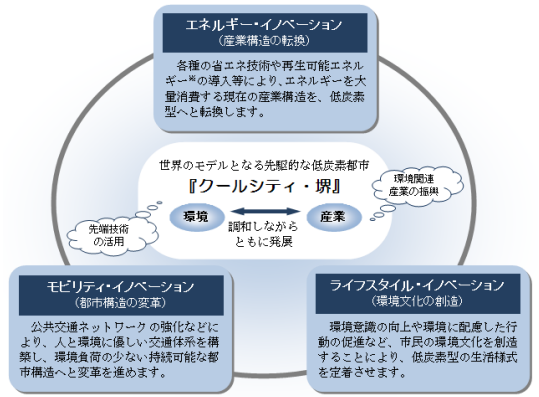 エネルギー・イノベーション
（産業構造の転換）
各種の省エネ技術や再生可能エネル
ギー※の導入等により、エネルギーを大
量消費する現在の産業構造を、低炭素
型へと転換します。
世界のモデルとなる先駆的な低炭素都市
『クールシティ・堺』
環境関連
産業の振興
環境
産業
調和しながら
ともに発展
先端技術
の活用
モビリティ・イノベーション
（都市構造の変革）
公共交通ネットワークの強化などに
より、人と環境に優しい交通体系を構
築し、環境負荷の少ない持続可能な都
市構造へと変革を進めます。
ライフスタイル・イノベーション
（環境文化の創造）
環境意識の向上や環境に配慮した行
動の促進など、市民の環境文化を創造
することにより、低炭素型の生活様式
を定着させます。